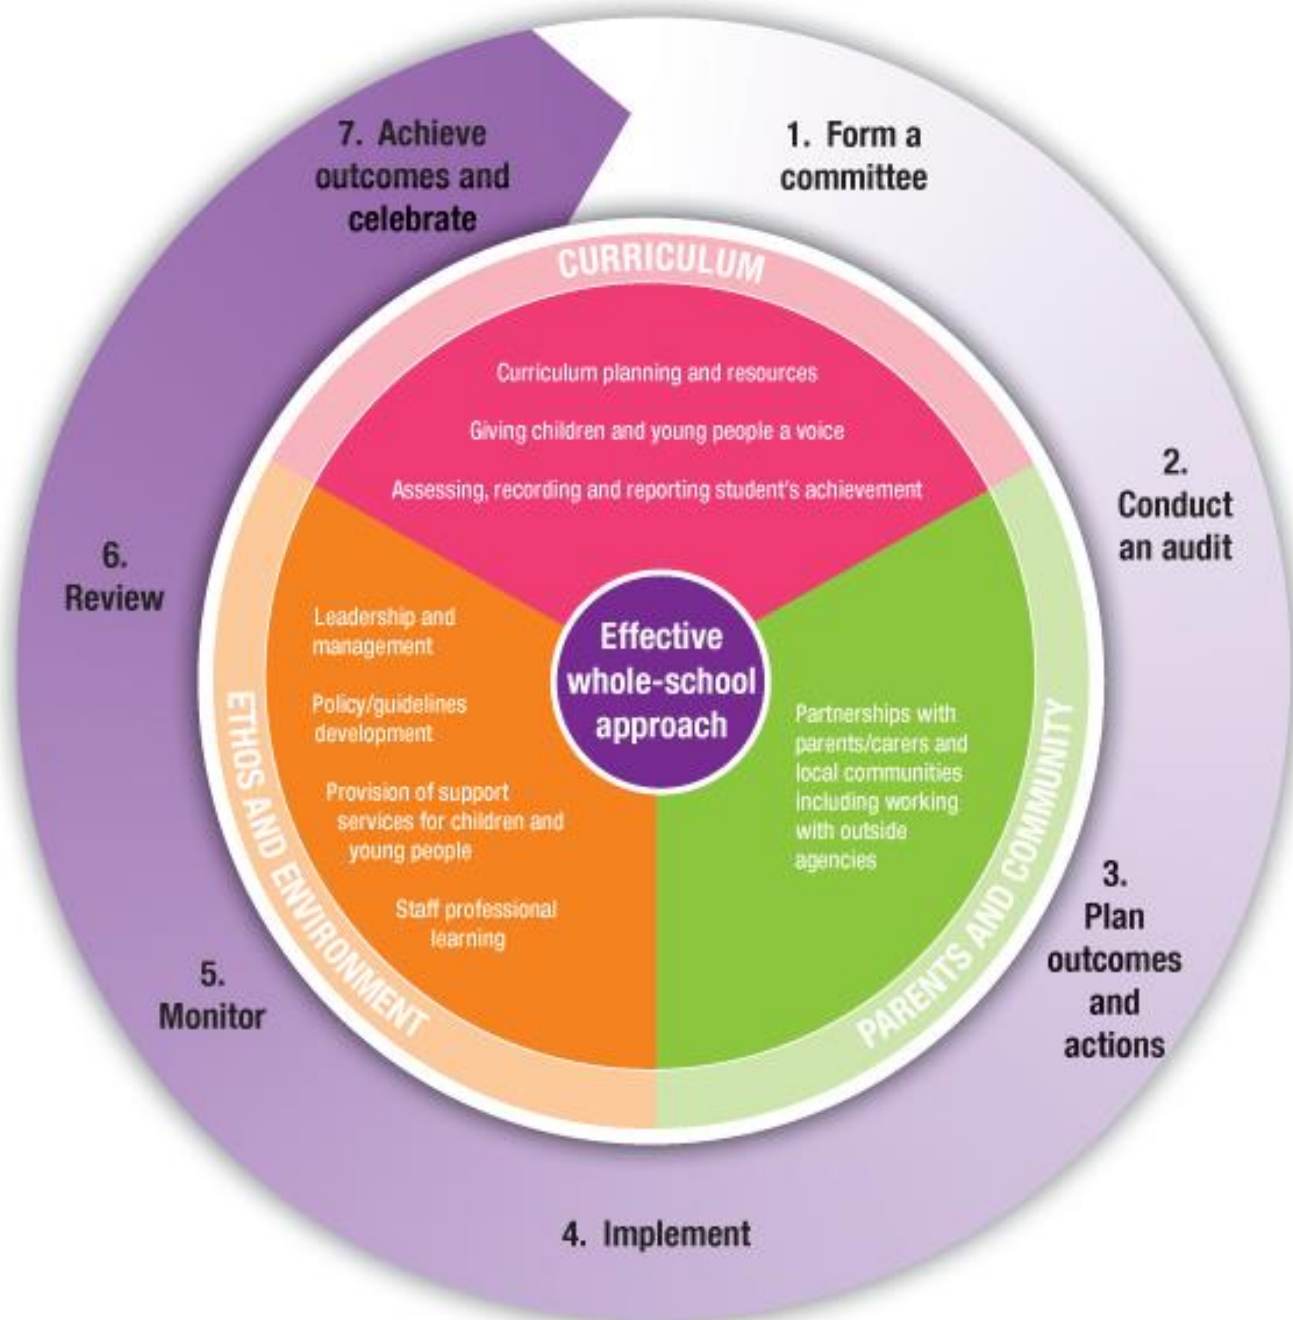 1. Form a
committee
2.
Conduct
an audit
3.
Plan
outcomes
and
actions
4. Implement
5.
Monitor
6.
Review
7. Achieve
outcomes and
celebrate
CURRICULUM
Curriculum planning and resources
Giving children and young people a voice
Assessing, recording and reporting student's achievement
PARENTS AND COMMUNITY
Partnerships with
parents/carers and
local communities
including working
with outside
agencies
ETHOS AND ENVIRONMENT
Leadership and
management
Policy/guidelines
development
Provision of support
services for children and
young people
Staff professional
learning
Effective
whole-school
approach